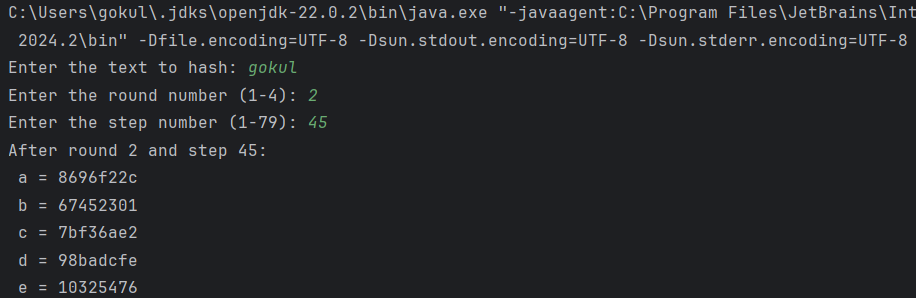 C:\Users\gokul\.jdks\openjdk-22.0.2\bin\java.exe "-javaagent:C:\Program Files\JetBrains\Int
2024.2\bin" -Dfile.encoding=UTF-8 -Dsun.stdout.encoding=UTF-8 -Dsun.stderr.encoding=UTF-8
Enter the text to hash: gokul
Enter the round number (1-4): 2
Enter the step number (1-79): 45
After round 2 and step 45:
a = 8696f22c
b = 67452301
c = 7bf36ae2
d = 98badcfe
e = 10325476